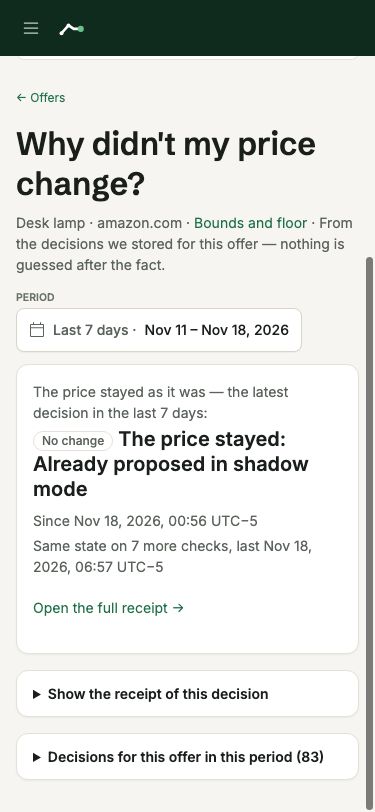 ← Offers
Why didn't my price
change?
Desk lamp · amazon.com · Bounds and floor · From
the decisions we stored for this offer — nothing is
guessed after the fact.
PERIOD
Last 7 days · Nov 11 – Nov 18, 2026
The price stayed as it was — the latest
decision in the last 7 days:
No change The price stayed:
Already proposed in shadow
mode
Since Nov 18, 2026, 00:56 UTC−5
Same state on 7 more checks, last Nov 18,
2026, 06:57 UTC−5
Open the full receipt →
▶ Show the receipt of this decision
▶ Decisions for this offer in this period (83)